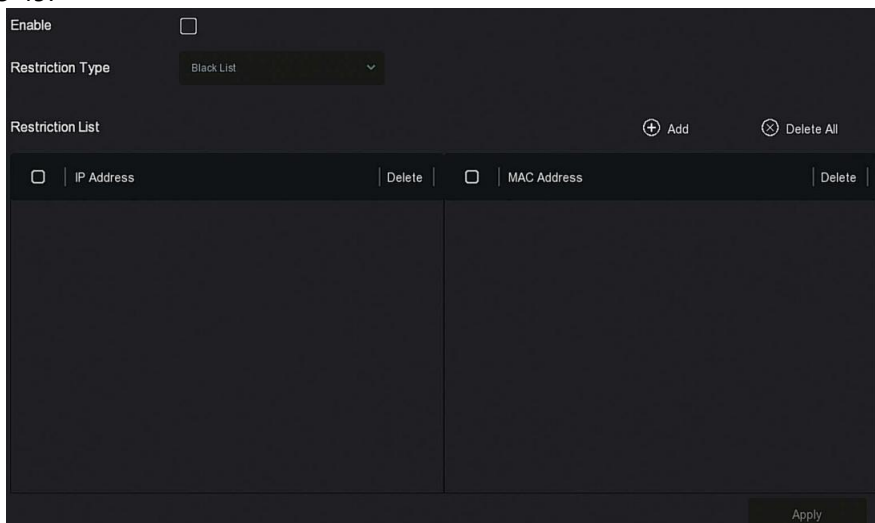 Enable
Restriction Type
Black List
Restriction List
Add
Delete All
IP Address
Delete
MAC Address
Delete
Apply